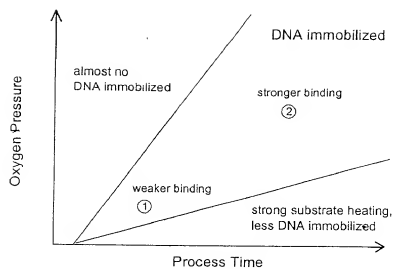 DNA immobilized
almost no
DNA immobilized
stronger binding
2
weaker binding
1
strong substrate heating,
less DNA immobilized
Oxygen Pressure
Process Time